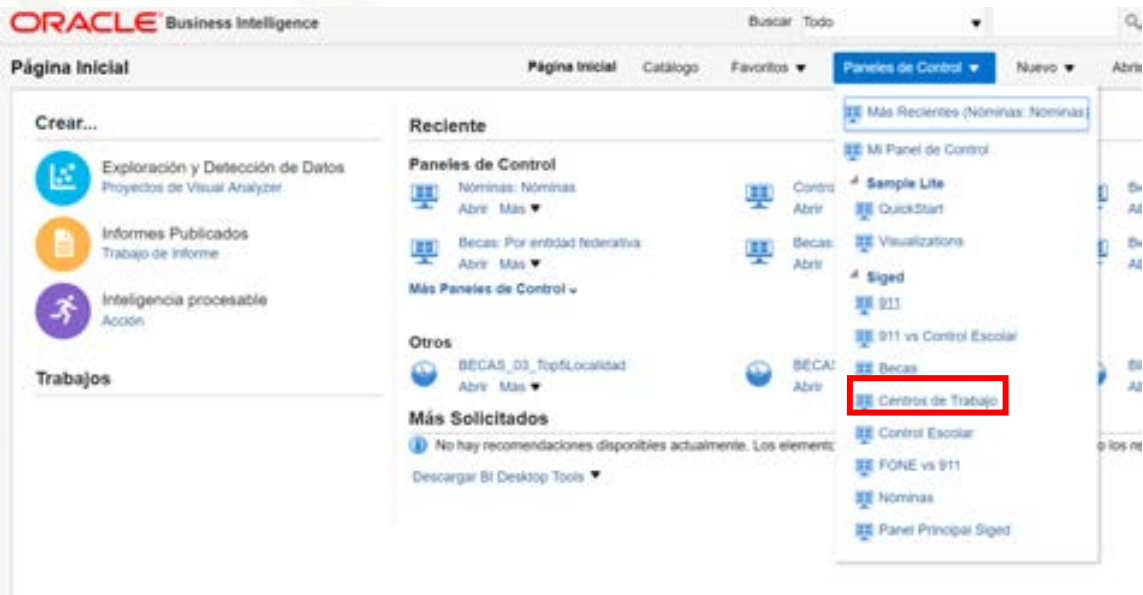 ORACLE Business Intelligence
Buscar Todo
Página Inicial
Página Inicial Catálogo Favoritos Paneles de Control Nuevo
Crear...
Exploración y Detección de Datos
Proyectos de Visual Analyzer
Informes Publicados
Trabajo de Informe
Inteligencia procesable
Acción
Trabajos
Reciente
Paneles de Control
Nóminas: Nóminas
Abrir Más
Becas: Por entidad federativa
Abrir Más
Abrir
Becas:
Abrir
Más Paneles de Control
Otros
BECAS_03_Top5Localidad
Abrir Más
Abrir
Más Solicitados
No hay recomendaciones disponibles actualmente. Los
Descargar BI Desktop Tools
Más Recientes (Nóminas: Nóminas)
Mi Panel de Control
Sample Lite
QuickStart
Visualizations
Siged
911
911 vs Control Escolar
Becas
Centros de Trabajo
Control Escolar
FONE vs 911
Nóminas
Panel Principal Siged